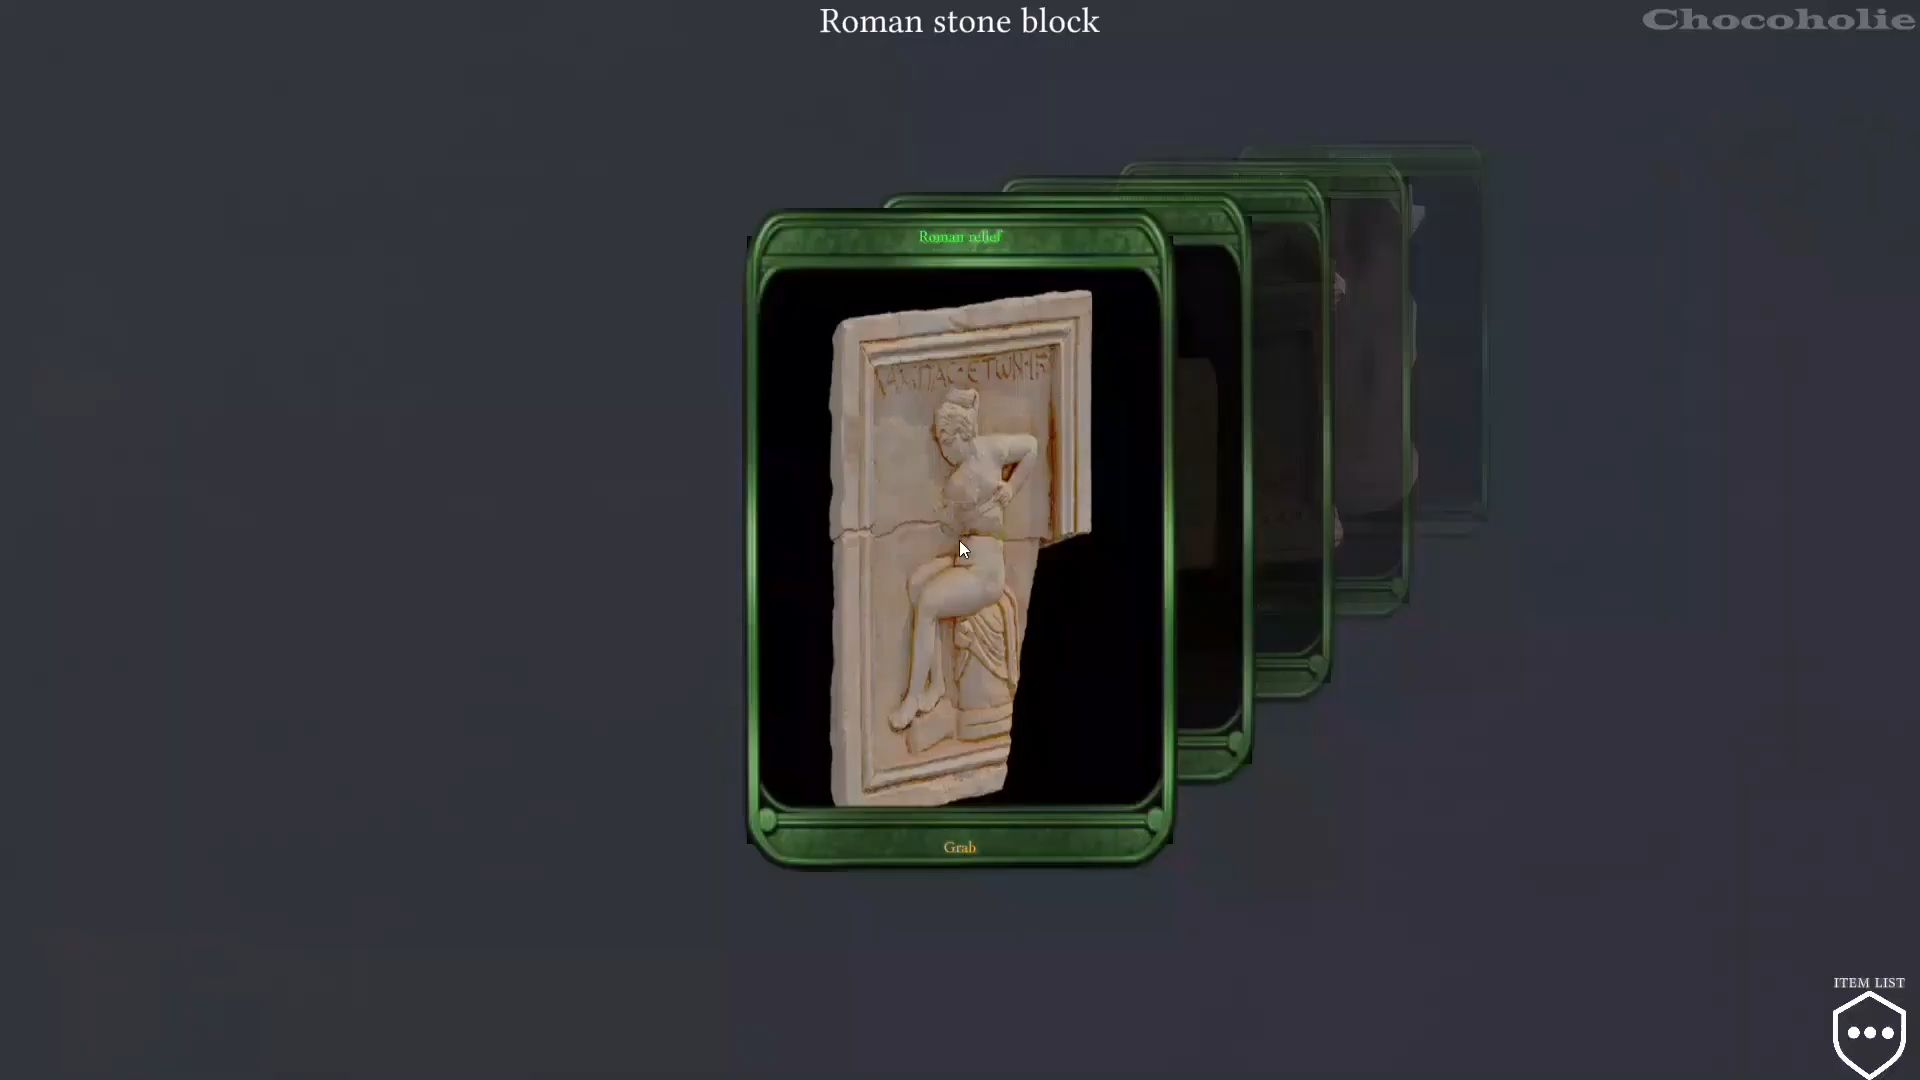 Roman stone block
Chocoholie
Roman relief
Grab
ITEM LIST